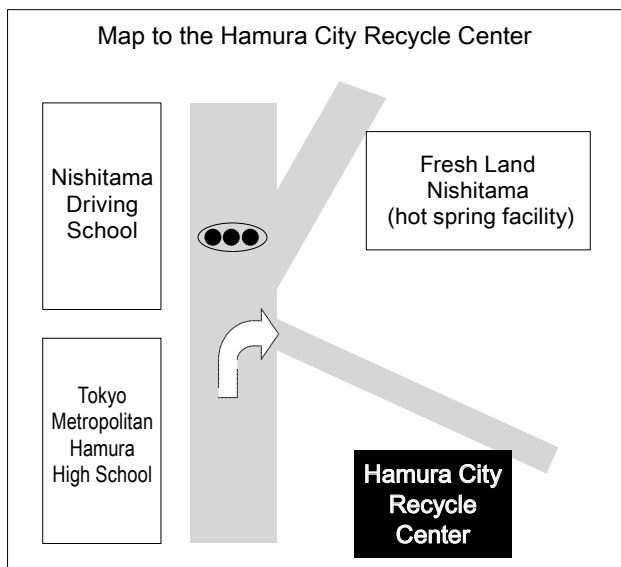 Map to the Hamura City Recycle Center
Nishitama
Driving
School
Fresh Land
Nishitama
(hot spring facility)
Tokyo
Metropolitan
Hamura
High School
Hamura City
Recycle
Center